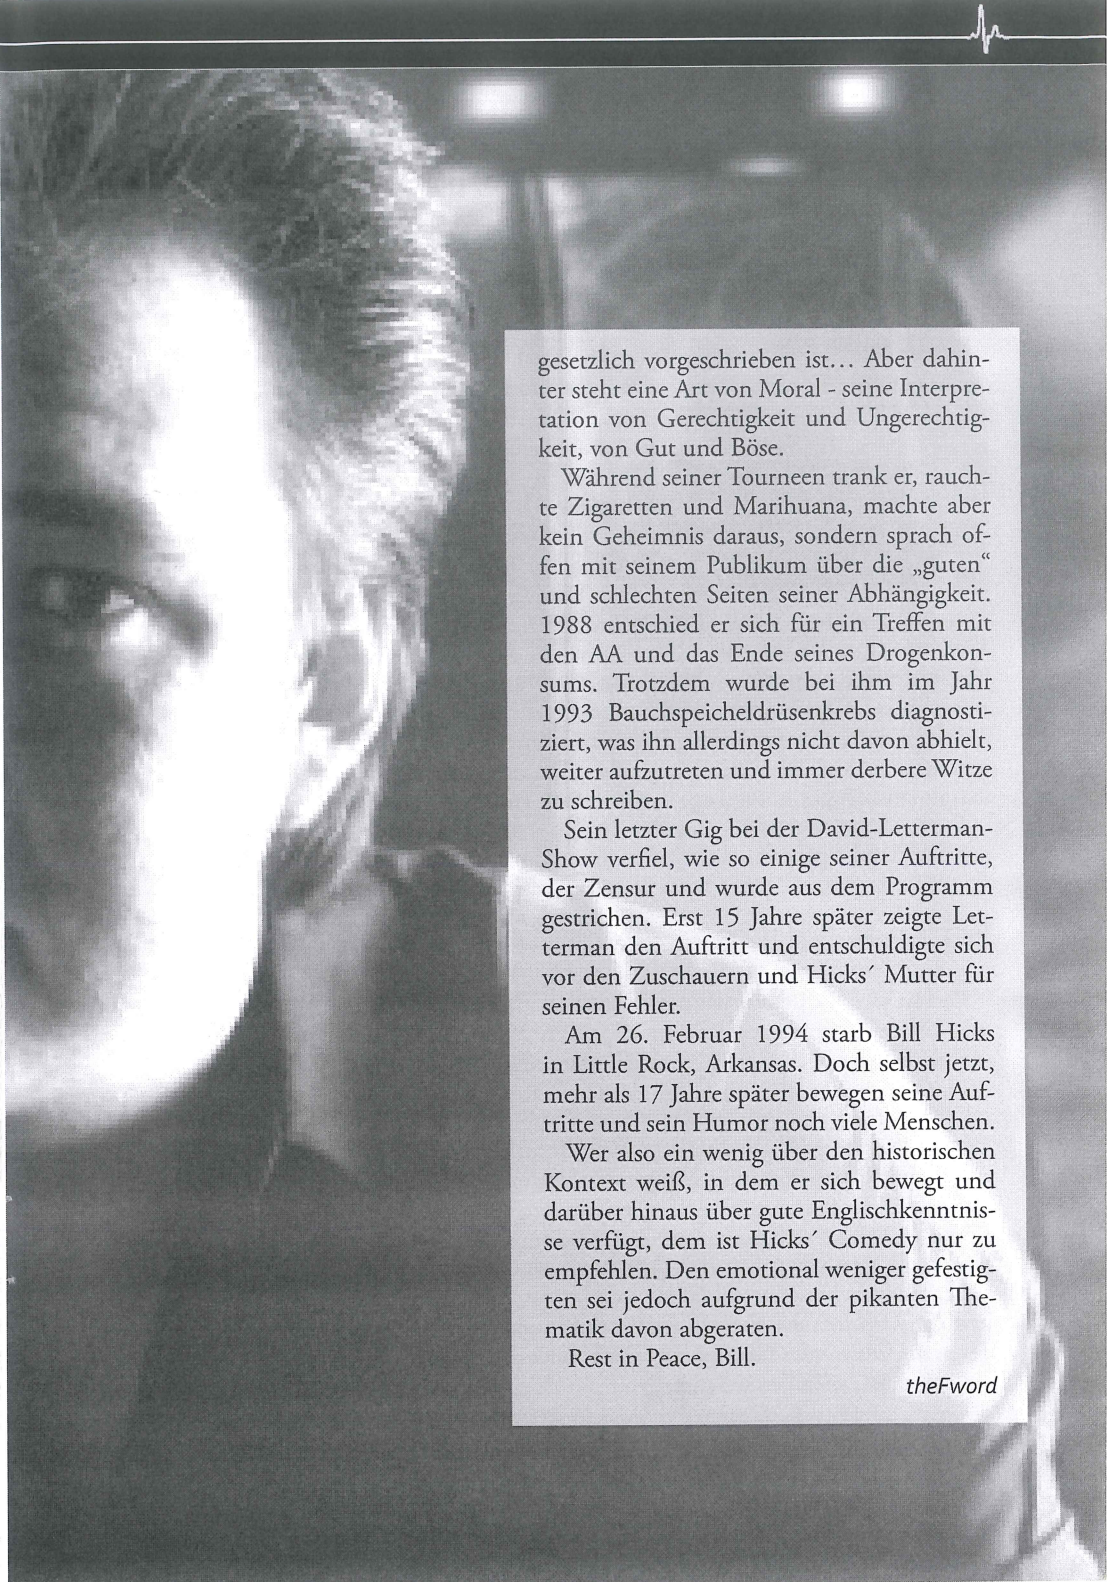 gesetzlich vorgeschrieben ist... Aber dahin-
ter steht eine Art von Moral - seine Interpre-
tation von Gerechtigkeit und Ungerechtig-
keit, von Gut und Böse.
Während seiner Tourneen trank er, rauch-
te Zigaretten und Marihuana, machte aber
kein Geheimnis daraus, sondern sprach of-
fen mit seinem Publikum über die „guten“
und schlechten Seiten seiner Abhängigkeit.
1988 entschied er sich für ein Treffen mit
den AA und das Ende seines Drogenkon-
sums. Trotzdem wurde bei ihm im Jahr
1993 Bauchspeicheldrüsenkrebs diagnosti-
ziert, was ihn allerdings nicht davon abhielt,
weiter aufzutreten und immer derbere Witze
zu schreiben.
Sein letzter Gig bei der David-Letterman-
Show verfiel, wie so einige seiner Auftritte,
der Zensur und wurde aus dem Programm
gestrichen. Erst 15 Jahre später zeigte Let-
terman den Auftritt und entschuldigte sich
vor den Zuschauern und Hicks´ Mutter für
seinen Fehler.
Am 26. Februar 1994 starb Bill Hicks
in Little Rock, Arkansas. Doch selbst jetzt,
mehr als 17 Jahre später bewegen seine Auf-
tritte und sein Humor noch viele Menschen.
Wer also ein wenig über den historischen
Kontext weiß, in dem er sich bewegt und
darüber hinaus über gute Englischkenntnis-
se verfügt, dem ist Hicks´ Comedy nur zu
empfehlen. Den emotional weniger gefestig-
ten sei jedoch aufgrund der pikanten The-
matik davon abgeraten.
Rest in Peace, Bill.
theFword